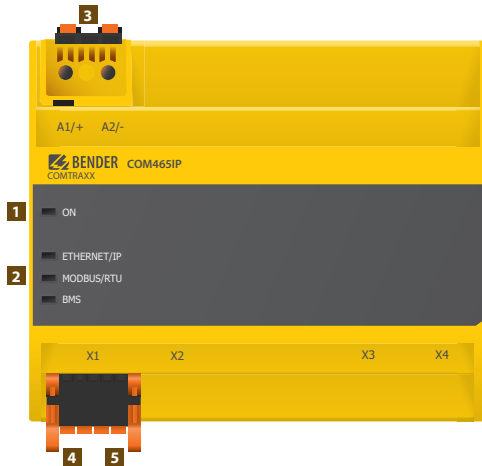 3
A1/+ A2/-
BENDER COM465IP
COMTRAXX
1 ON
ETHERNET/IP
2 MODBUS/RTU
BMS
X1 X2 X3 X4
4 5